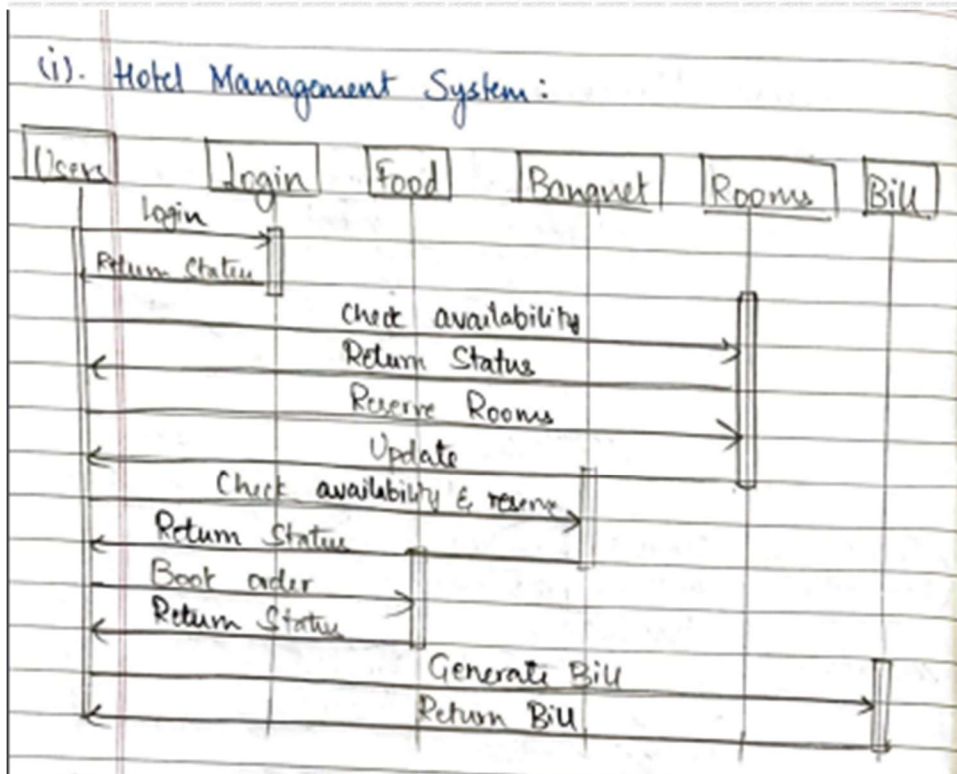 (i). Hotel Management System:
Users Login Food Banquet Rooms Bill
Login
Return Status
Check availability
Return Status
Reserve Rooms
Update
Check availability & reserve
Return Status
Book order
Return Status
Generate Bill
Return Bill